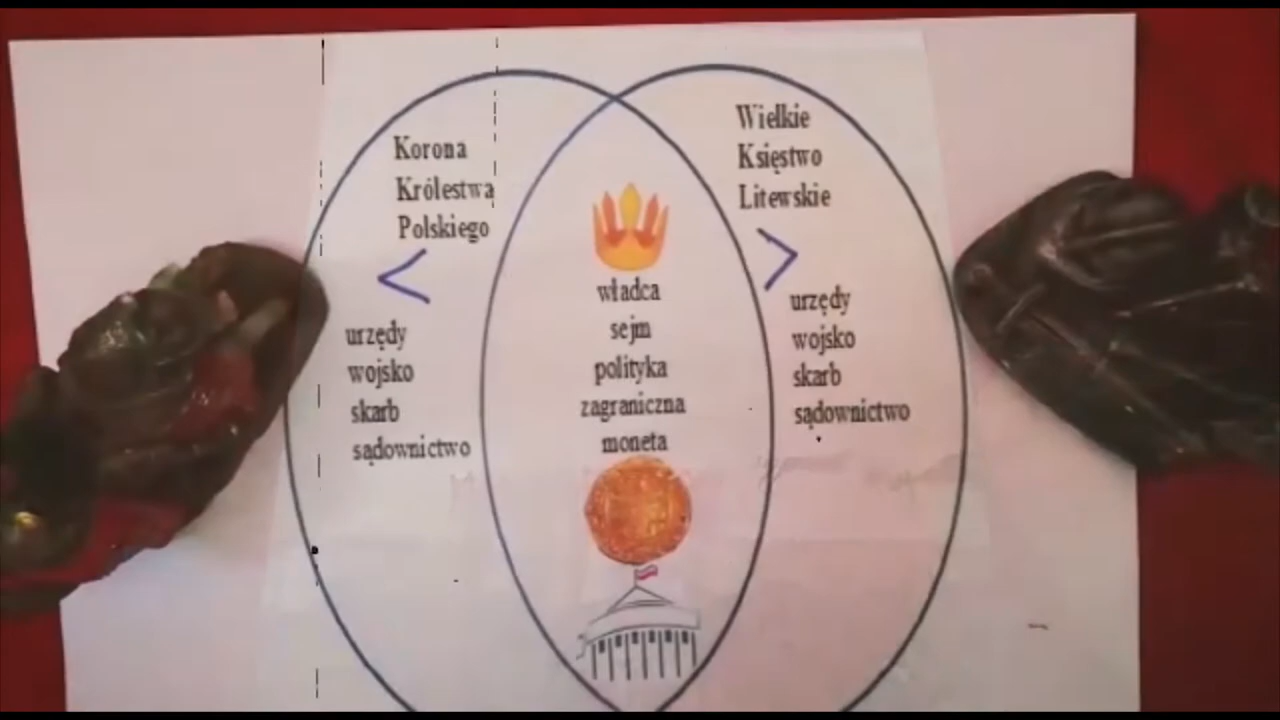 Korona
Królestwa
Polskiego
<
urzędy
wojsko
skarb
sądownictwo
władca
sejm
polityka
zagraniczna
moneta
Wielkie
Księstwo
Litewskie
>
urzędy
wojsko
skarb
sądownictwo